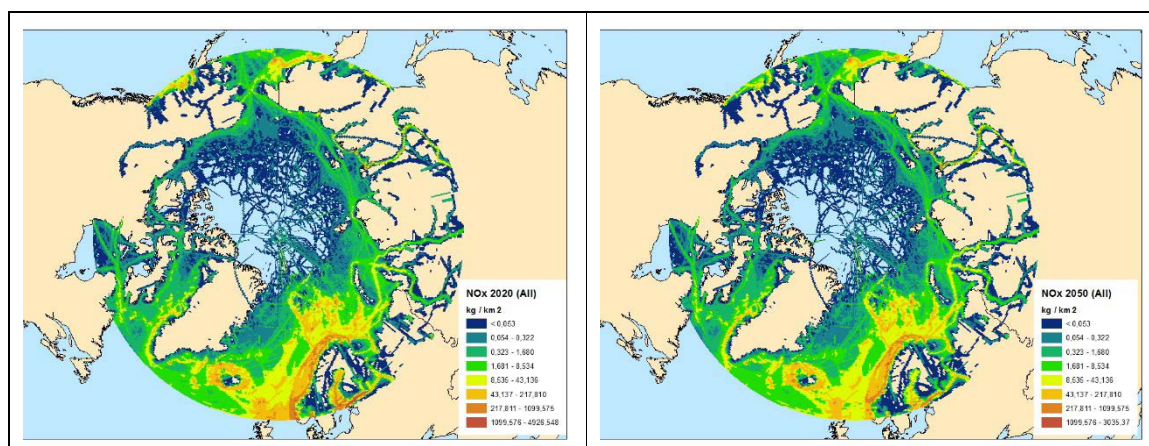 NOx 2020 (All)
kg / km 2
< 0,053
0,054 - 0,322
0,323 - 1,680
1,681 - 8,534
8,535 - 43,136
43,137 - 217,810
217,811 - 1099,575
1099,576 - 4926,548
NOx 2050 (All)
kg / km 2
< 0,053
0,054 - 0,322
0,323 - 1,680
1,681 - 8,534
8,535 - 43,136
43,137 - 217,810
217,811 - 1099,575
1099,576 - 3035,37